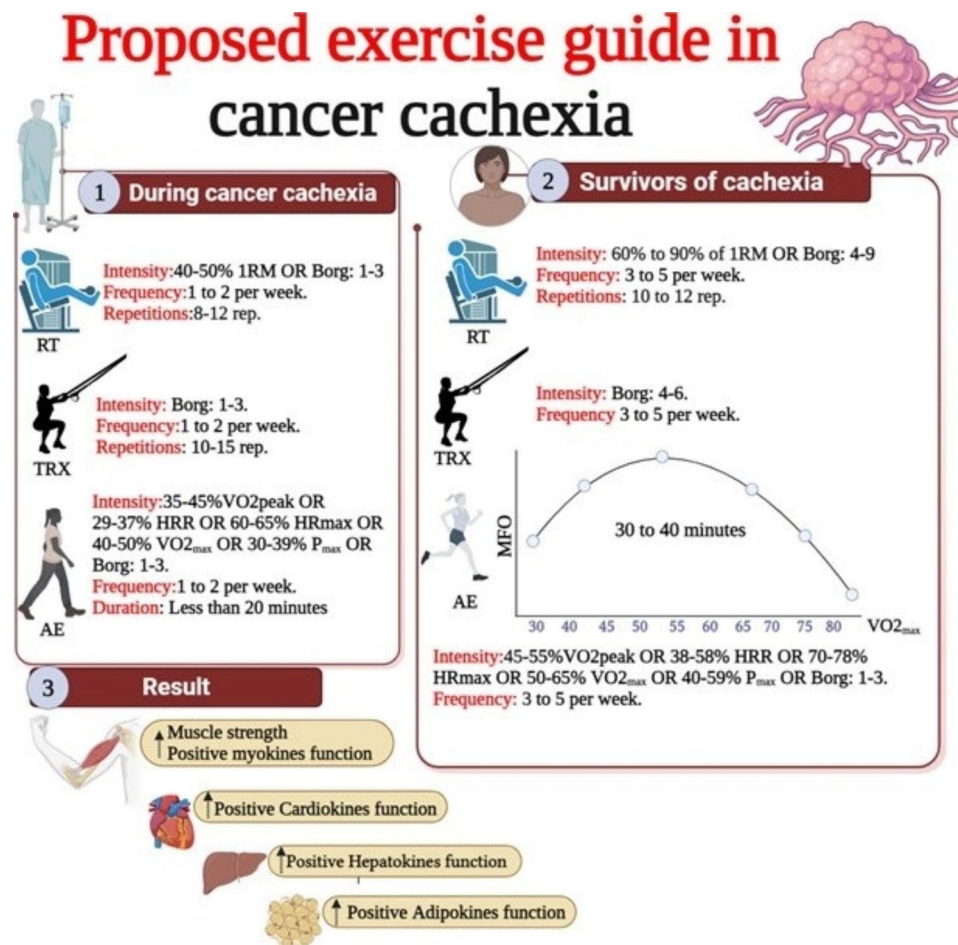 Proposed exercise guide in
cancer cachexia
1 During cancer cachexia
Intensity:40-50% 1RM OR Borg: 1-3
Frequency:1 to 2 per week.
Repetitions:8-12 rep.
RT
Intensity: Borg: 1-3.
Frequency:1 to 2 per week.
Repetitions: 10-15 rep.
TRX
Intensity:35-45%VO2peak OR
29-37% HRR OR 60-65% HRmax OR
40-50% VO2max OR 30-39% Pmax OR
Borg: 1-3.
Frequency:1 to 2 per week.
Duration: Less than 20 minutes
AE
2 Survivors of cachexia
Intensity: 60% to 90% of 1RM OR Borg: 4-9
Frequency: 3 to 5 per week.
Repetitions: 10 to 12 rep.
RT
Intensity: Borg: 4-6.
Frequency 3 to 5 per week.
TRX
MFO
30 to 40 minutes
AE
30 40 45 50 55 60 65 70 75 80 VO2max
Intensity:45-55%VO2peak OR 38-58% HRR OR 70-78%
HRmax OR 50-65% VO2max OR 40-59% Pmax OR Borg: 1-3.
Frequency: 3 to 5 per week.
3 Result
↑ Muscle strength
Positive myokines function
↑ Positive Cardiokines function
↑ Positive Hepatokines function
↑ Positive Adipokines function